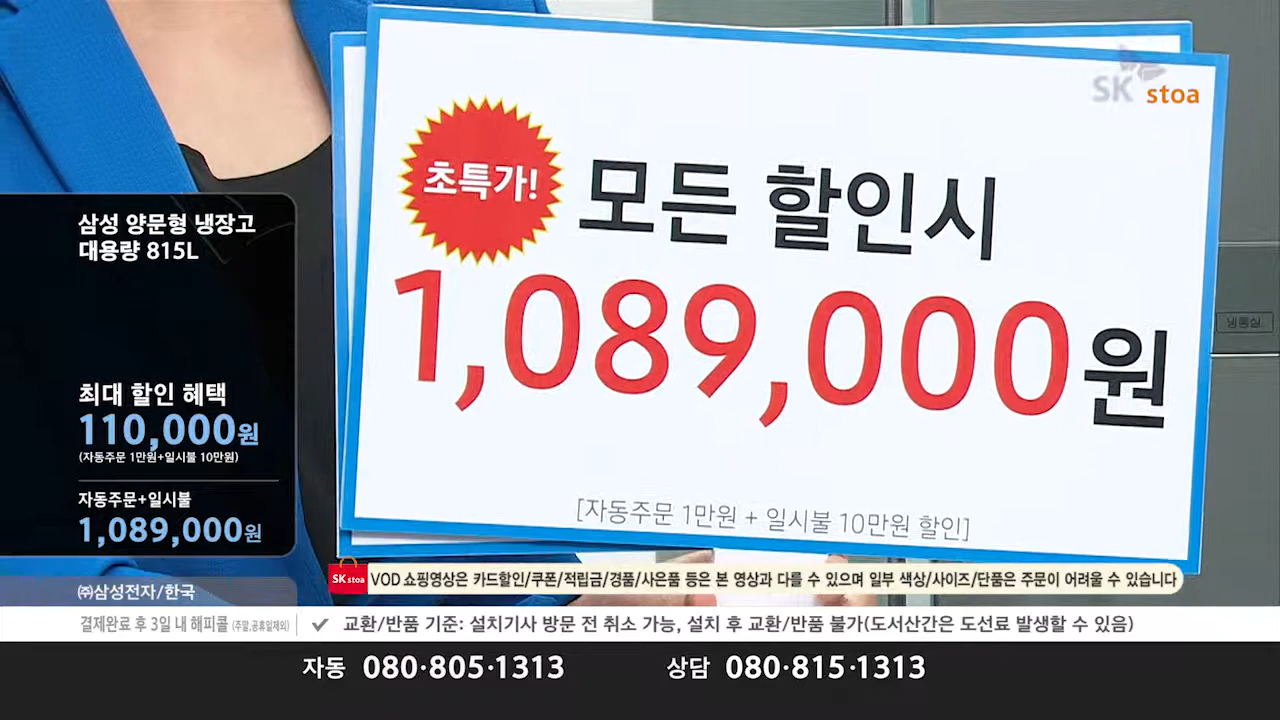 SK stoa
초특가!
모든 할인시
1,089,000원
[자동주문 1만원 + 일시불 10만원 할인]
냉동실
삼성 양문형 냉장고
대용량 815L
최대 할인 혜택
110,000원
(자동주문 1만원+일시불 10만원)
자동주문+일시불
1,089,000원
㈜삼성전자/한국
SK stoa VOD 쇼핑영상은 카드할인/쿠폰/적립금/경품/사은품 등은 본 영상과 다를 수 있으며 일부 색상/사이즈/단품은 주문이 어려울 수 있습니다
결제완료 후 3일 내 해피콜 (주말,공휴일제외) ✓ 교환/반품 기준: 설치기사 방문 전 취소 가능, 설치 후 교환/반품 불가(도서산간은 도선료 발생할 수 있음)
자동 080·805·1313 상담 080·815·1313